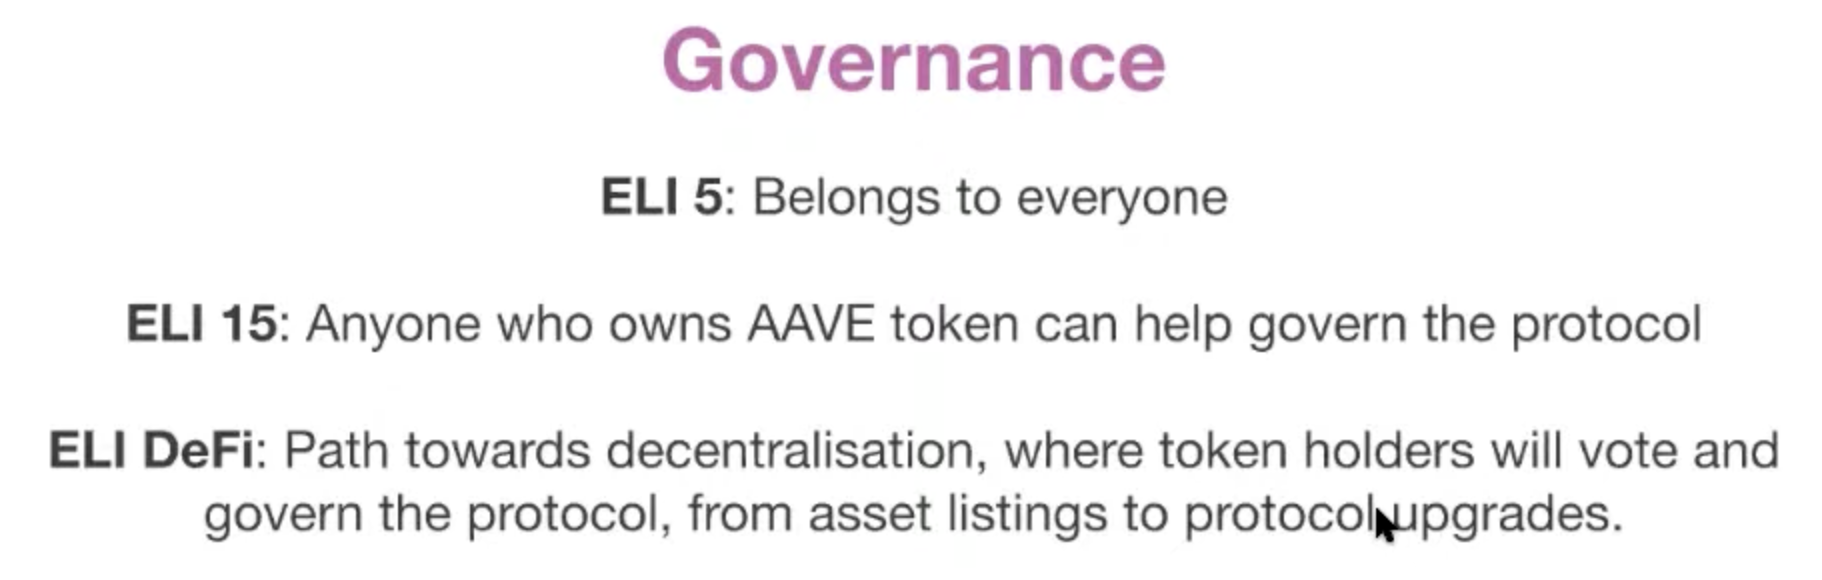 Governance
ELI 5: Belongs to everyone
ELI 15: Anyone who owns AAVE token can help govern the protocol
ELI DeFi: Path towards decentralisation, where token holders will vote and
govern the protocol, from asset listings to protocol upgrades.